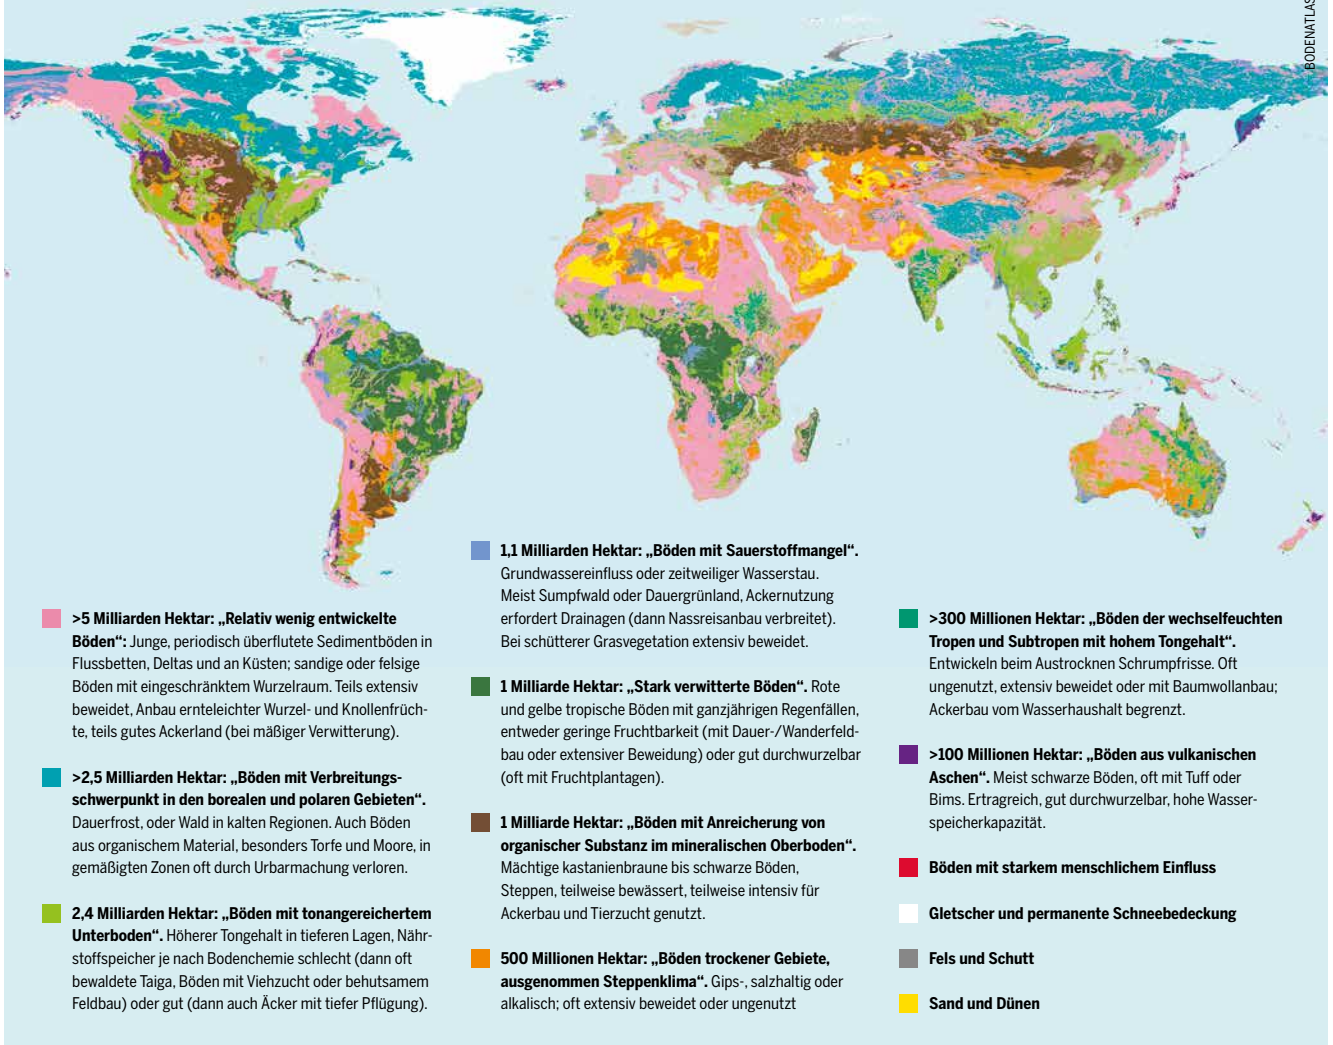 BODENATLAS
>5 Milliarden Hektar: „Relativ wenig entwickelte
Böden“: Junge, periodisch überflutete Sedimentböden in
Flussbetten, Deltas und an Küsten; sandige oder felsige
Böden mit eingeschränktem Wurzelraum. Teils extensiv
beweidet, Anbau ernteleichter Wurzel- und Knollenfrüch-
te, teils gutes Ackerland (bei mäßiger Verwitterung).
>2,5 Milliarden Hektar: „Böden mit Verbreitungs-
schwerpunkt in den borealen und polaren Gebieten“.
Dauerfrost, oder Wald in kalten Regionen. Auch Böden
aus organischem Material, besonders Torfe und Moore, in
gemäßigten Zonen oft durch Urbarmachung verloren.
2,4 Milliarden Hektar: „Böden mit tonangereichertem
Unterboden“. Höherer Tongehalt in tieferen Lagen, Nähr-
stoffspeicher je nach Bodenchemie schlecht (dann oft
bewaldete Taiga, Böden mit Viehzucht oder behutsamem
Feldbau) oder gut (dann auch Äcker mit tiefer Pflügung).
1,1 Milliarden Hektar: „Böden mit Sauerstoffmangel“.
Grundwassereinfluss oder zeitweiliger Wasserstau.
Meist Sumpfwald oder Dauergrünland, Ackernutzung
erfordert Drainagen (dann Nassreisanbau verbreitet).
Bei schütterer Grasvegetation extensiv beweidet.
1 Milliarde Hektar: „Stark verwitterte Böden“. Rote
und gelbe tropische Böden mit ganzjährigen Regenfällen,
entweder geringe Fruchtbarkeit (mit Dauer-/Wanderfeld-
bau oder extensiver Beweidung) oder gut durchwurzelbar
(oft mit Fruchtplantagen).
1 Milliarde Hektar: „Böden mit Anreicherung von
organischer Substanz im mineralischen Oberboden“.
Mächtige kastanienbraune bis schwarze Böden,
Steppen, teilweise bewässert, teilweise intensiv für
Ackerbau und Tierzucht genutzt.
500 Millionen Hektar: „Böden trockener Gebiete,
ausgenommen Steppenklima“. Gips-, salzhaltig oder
alkalisch; oft extensiv beweidet oder ungenutzt
>300 Millionen Hektar: „Böden der wechselfeuchten
Tropen und Subtropen mit hohem Tongehalt“.
Entwickeln beim Austrocknen Schrumpfrisse. Oft
ungenutzt, extensiv beweidet oder mit Baumwollanbau;
Ackerbau vom Wasserhaushalt begrenzt.
>100 Millionen Hektar: „Böden aus vulkanischen
Aschen“. Meist schwarze Böden, oft mit Tuff oder
Bims. Ertragreich, gut durchwurzelbar, hohe Wasser-
speicherkapazität.
Böden mit starkem menschlichem Einfluss
Gletscher und permanente Schneebedeckung
Fels und Schutt
Sand und Dünen